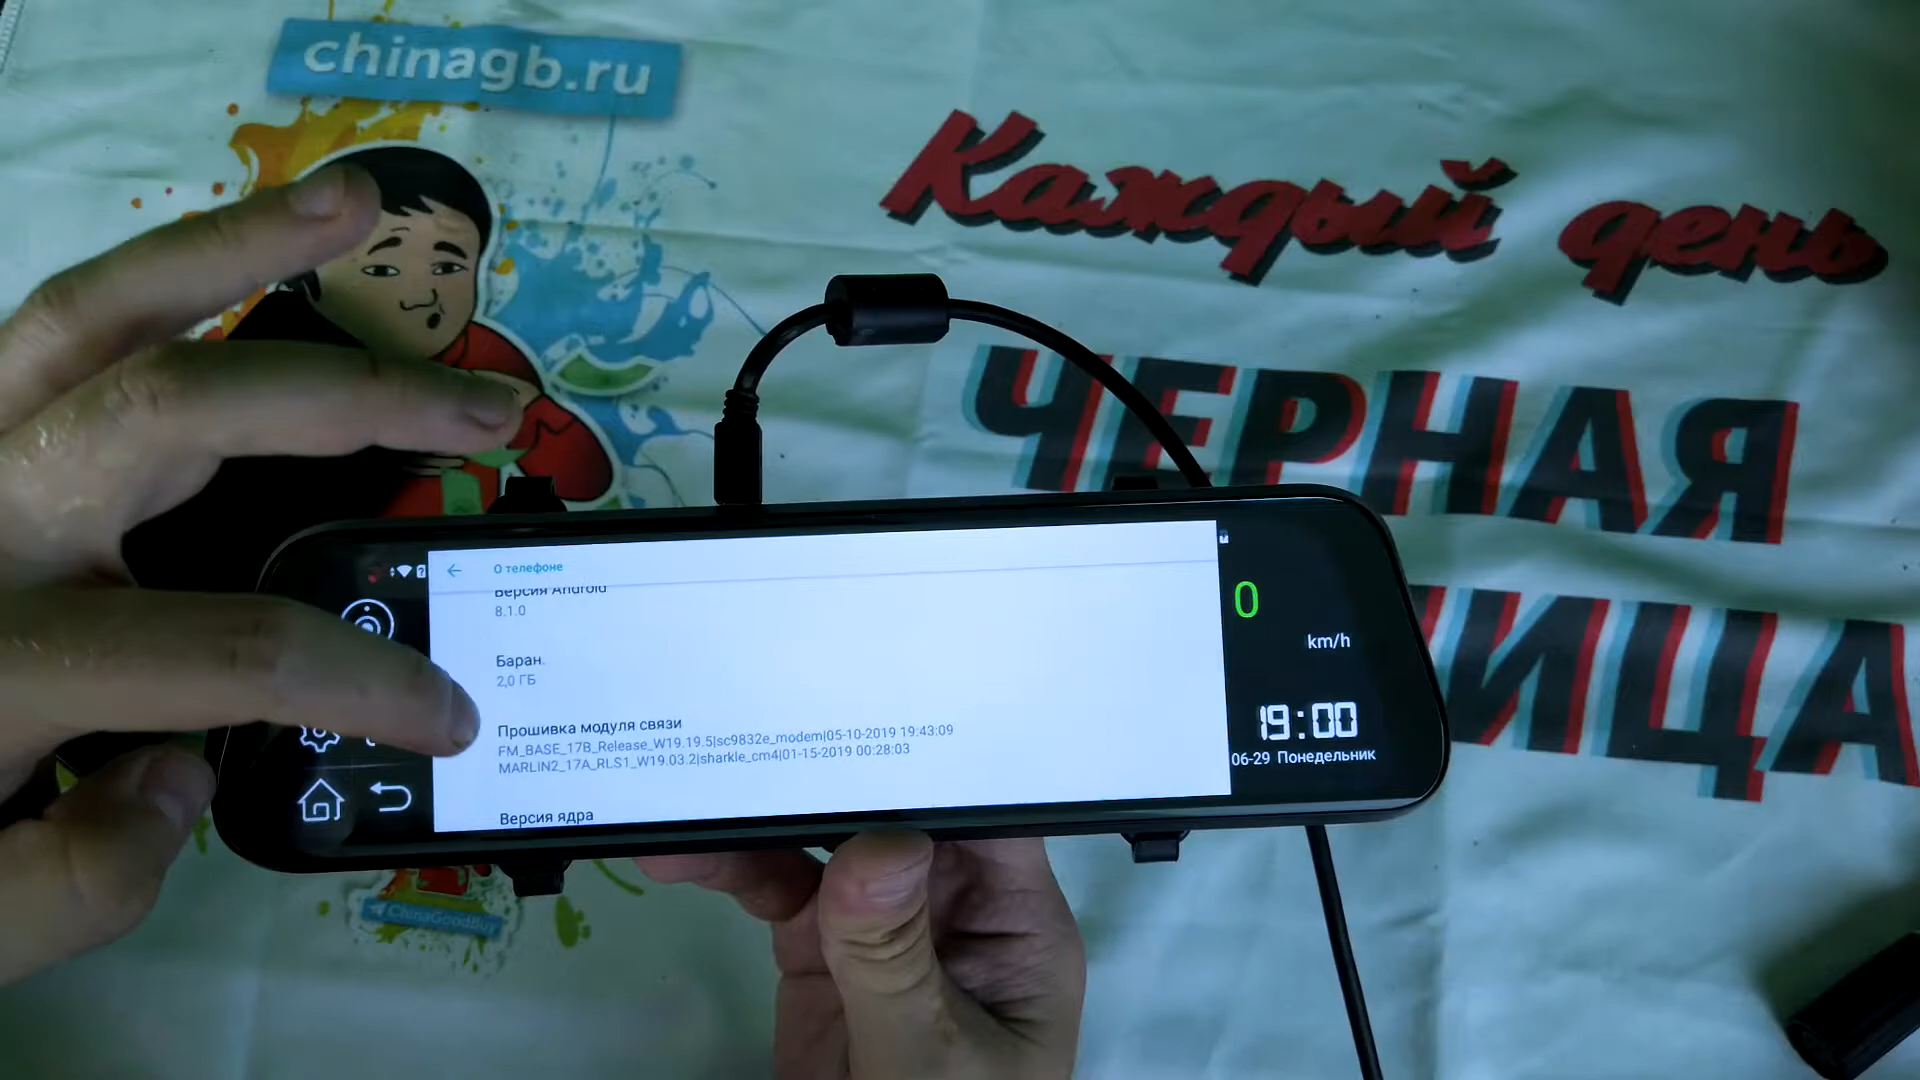 chinagb.ru
Каждый день
ЧЕРНАЯ
ИЦА
О телефоне
Версия Android
8.1.0
Баран.
2,0 ГБ
Прошивка модуля связи
FM_BASE_17B_Release_W19.19.5|sc9832e_modem|05-10-2019 19:43:09
MARLIN2_17A_RLS1_W19.03.2|sharkle_cm4|01-15-2019 00:28:03
Версия ядра
0
km/h
19:00
06-29 Понедельник
ChinaGoodBuy